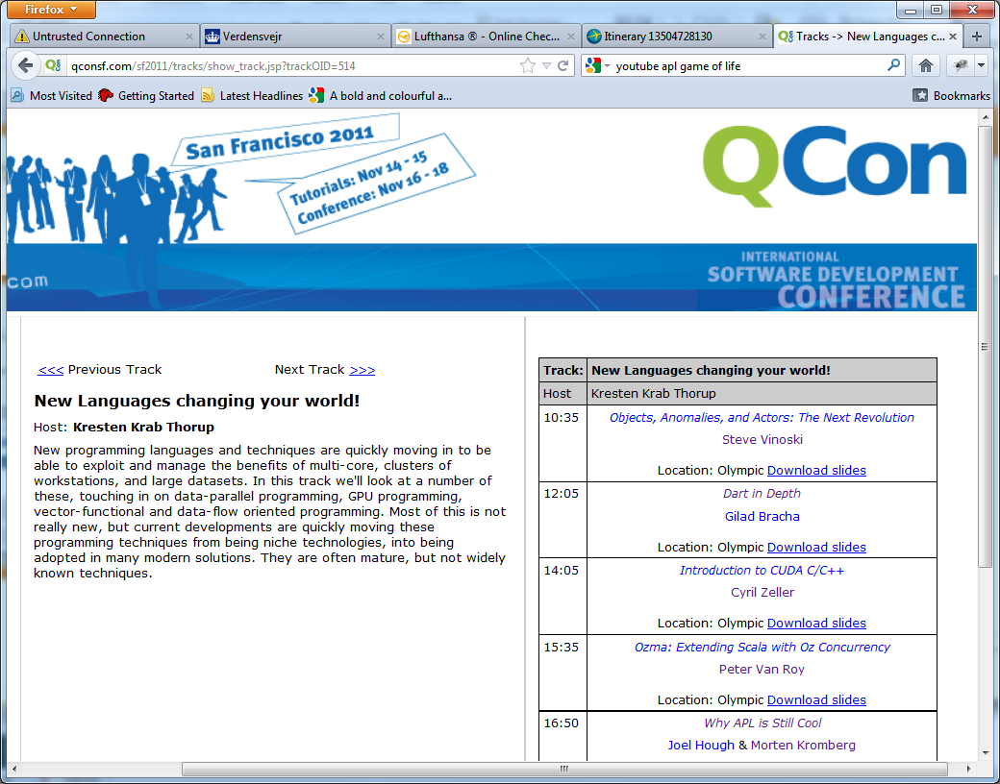 Firefox
Untrusted Connection
Verdensvejr
Lufthansa ® - Online Chec...
Itinerary 13504728130
Tracks -> New Languages c...
qconsf.com/sf2011/tracks/show_track.jsp?trackOID=514
youtube apl game of life
Most Visited
Getting Started
Latest Headlines
A bold and colourful a...
Bookmarks
San Francisco 2011
Tutorials: Nov 14 - 15
Conference: Nov 16 - 18
QCon
com
INTERNATIONAL
SOFTWARE DEVELOPMENT
CONFERENCE
<<< Previous Track
Next Track >>>
New Languages changing your world!
Host: Kresten Krab Thorup
New programming languages and techniques are quickly moving in to be
able to exploit and manage the benefits of multi-core, clusters of
workstations, and large datasets. In this track we'll look at a number of
these, touching in on data-parallel programming, GPU programming,
vector-functional and data-flow oriented programming. Most of this is not
really new, but current developments are quickly moving these
programming techniques from being niche technologies, into being
adopted in many modern solutions. They are often mature, but not widely
known techniques.
Track: New Languages changing your world!
Host Kresten Krab Thorup
10:35 Objects, Anomalies, and Actors: The Next Revolution
Steve Vinoski
Location: Olympic Download slides
12:05 Dart in Depth
Gilad Bracha
Location: Olympic Download slides
14:05 Introduction to CUDA C/C++
Cyril Zeller
Location: Olympic Download slides
15:35 Ozma: Extending Scala with Oz Concurrency
Peter Van Roy
Location: Olympic Download slides
16:50 Why APL is Still Cool
Joel Hough & Morten Kromberg